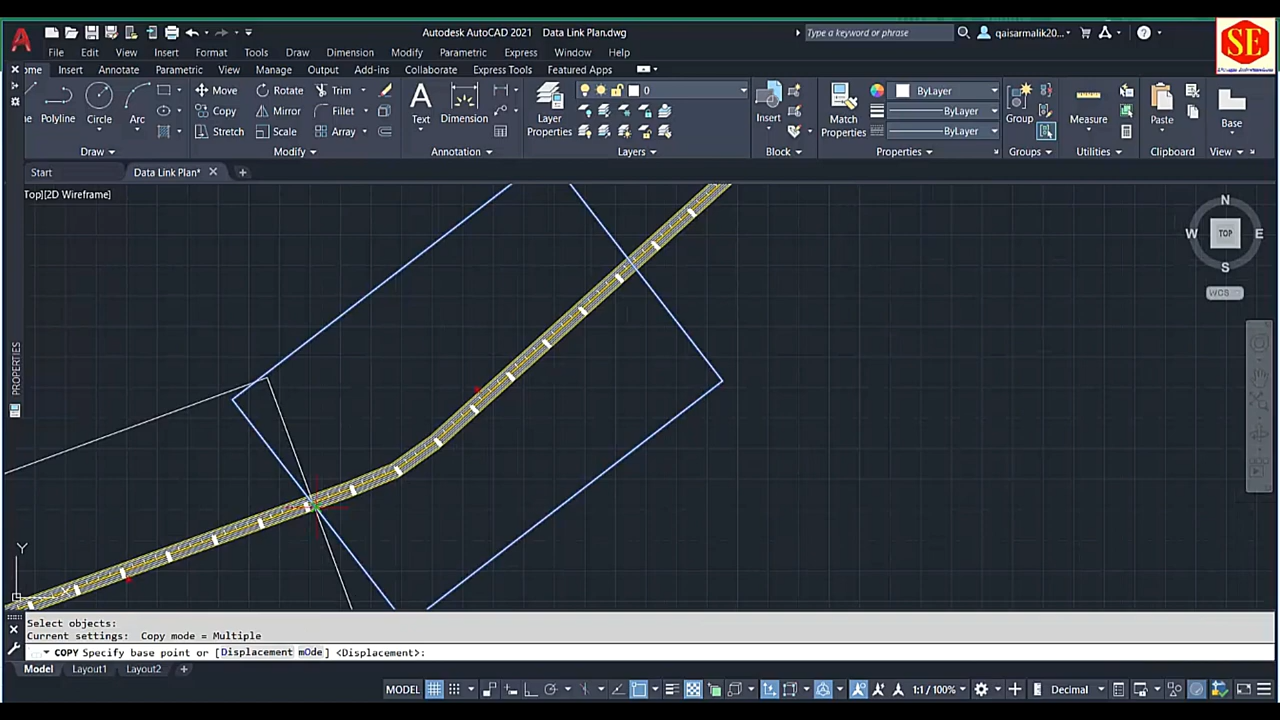 Autodesk AutoCAD 2021 Data Link Plan.dwg
Type a keyword or phrase
qaisarmalik20...
SE
File Edit View Insert Format Tools Draw Dimension Modify Parametric Express Window Help
ome Insert Annotate Parametric View Manage Output Add-ins Collaborate Express Tools Featured Apps
Move Rotate Trim
0
ByLayer
Polyline Circle Arc
Copy Mirror Fillet
Text Dimension
Layer Properties
Insert
Match Properties
ByLayer
Group
Measure
Paste
Base
Stretch Scale Array
ByLayer
Draw Modify Annotation Layers Block Properties Groups Utilities Clipboard View
Start Data Link Plan*
Top][2D Wireframe]
N
W TOP E
S
WCS
PROPERTIES
Y
Select objects:
Current settings: Copy mode = Multiple
COPY Specify base point or [Displacement mOde] <Displacement>:
Model Layout1 Layout2
MODEL 1:1 / 100% Decimal